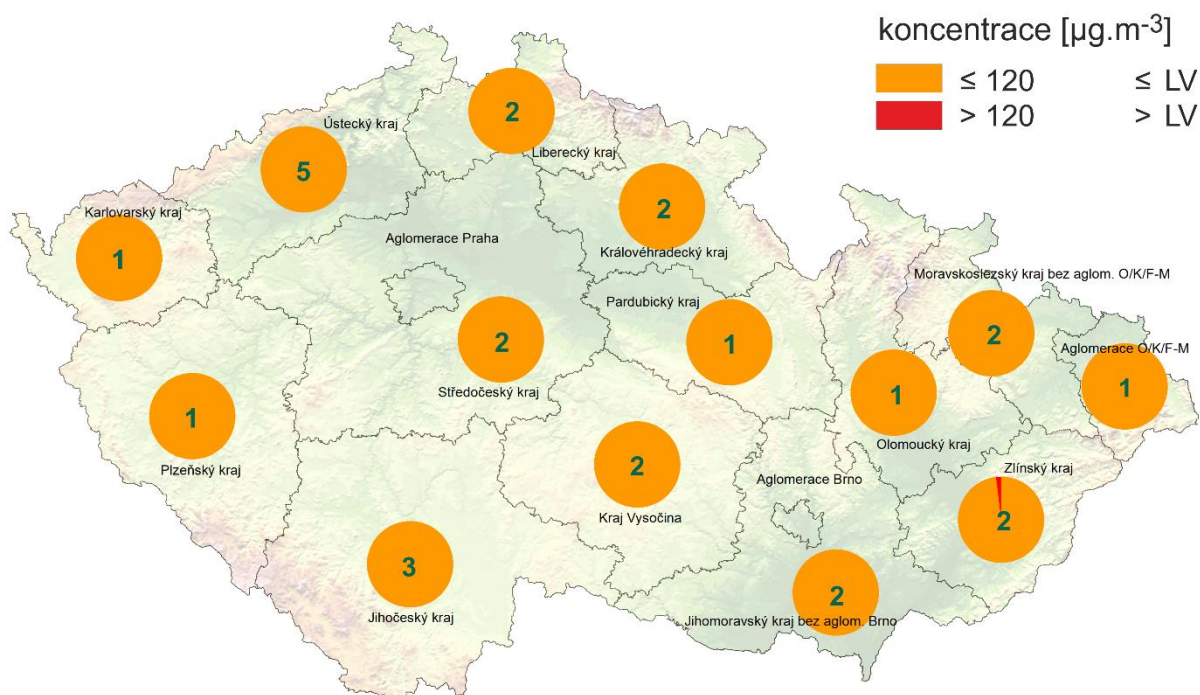 koncentrace [µg.m-3]
≤ 120 ≤ LV
> 120 > LV
2
Ústecký kraj
Liberecký kraj
5
Karlovarský kraj
2
Aglomerace Praha
Královéhradecký kraj
1
Moravskoslezský kraj bez aglom. O/K/F-M
Pardubický kraj
2
1
2
Aglomerace O/K/F-M
Středočeský kraj
1
1
1
Olomoucký kraj
Plzeňský kraj
2
Zlínský kraj
Aglomerace Brno
Kraj Vysočina
2
3
2
Jihočeský kraj
Jihomoravský kraj bez aglom. Brno